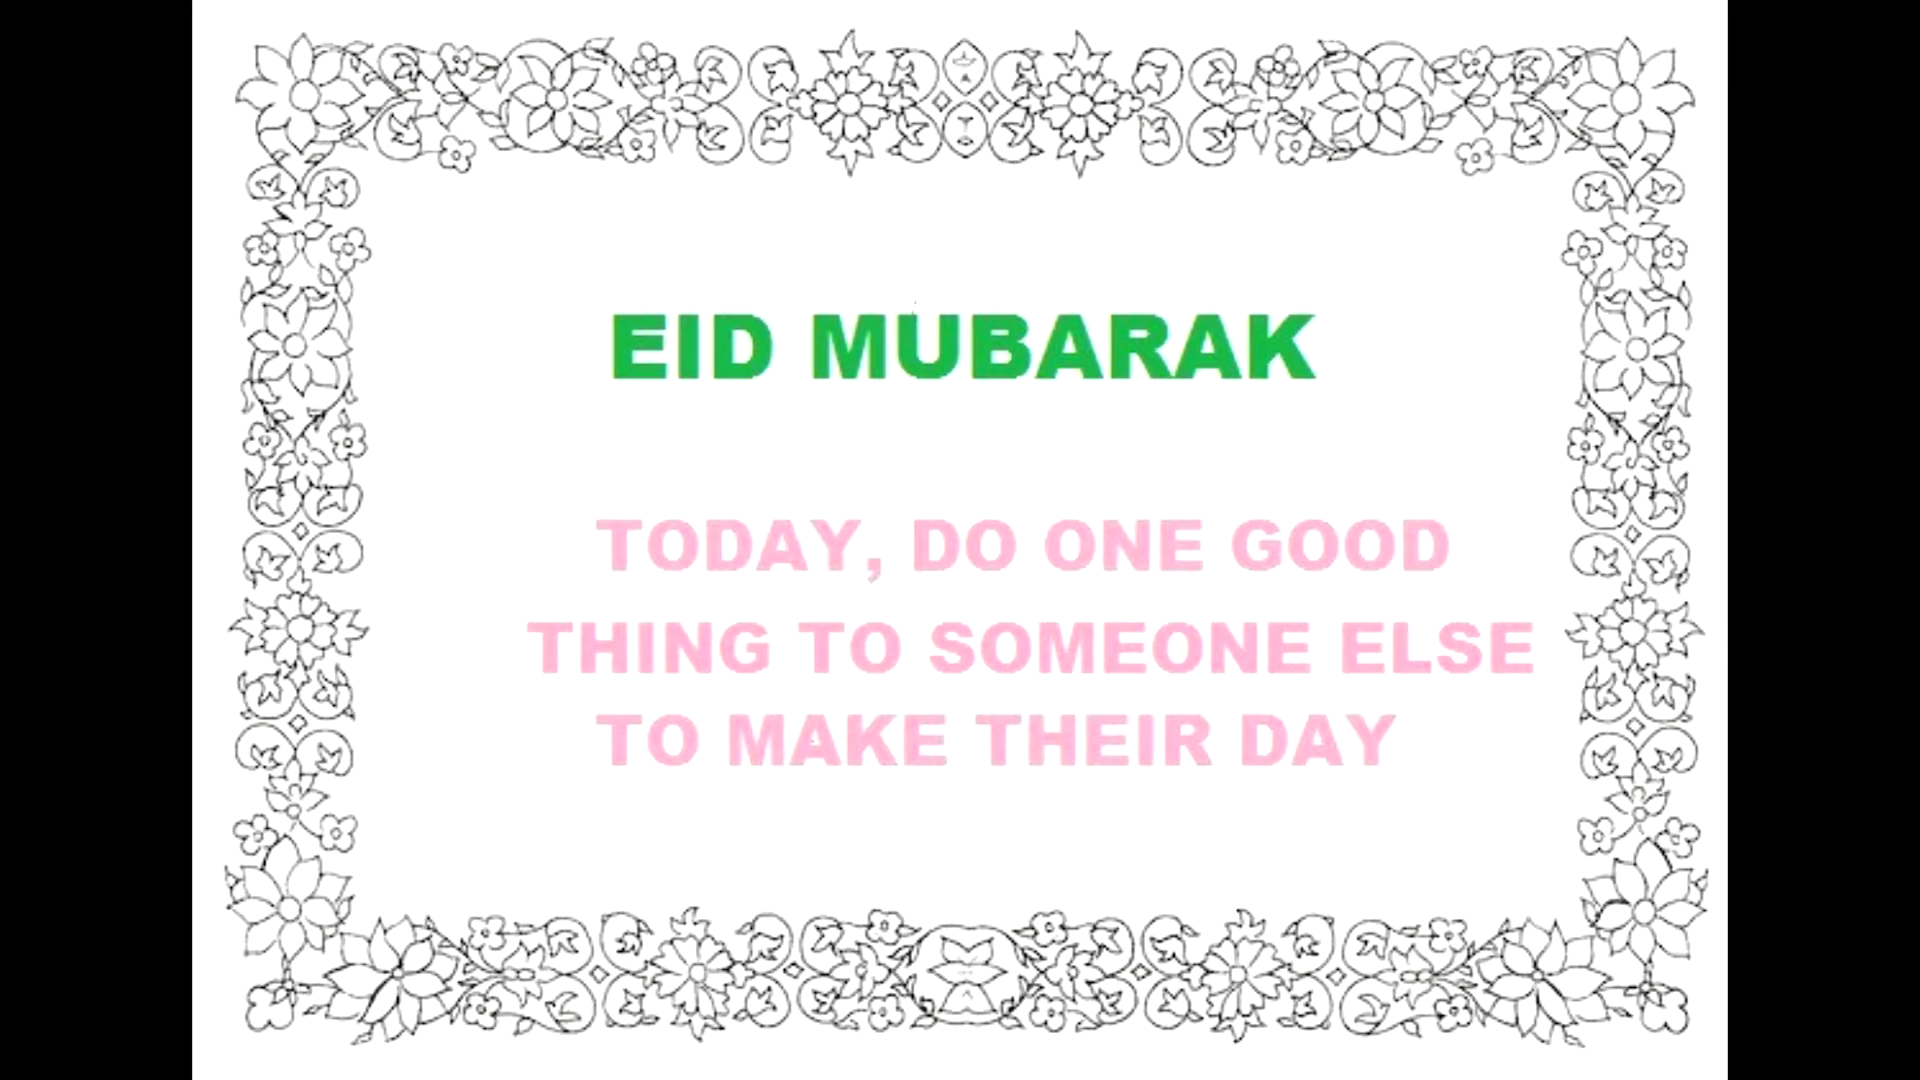 EID MUBARAK
TODAY, DO ONE GOOD
THING TO SOMEONE ELSE
TO MAKE THEIR DAY